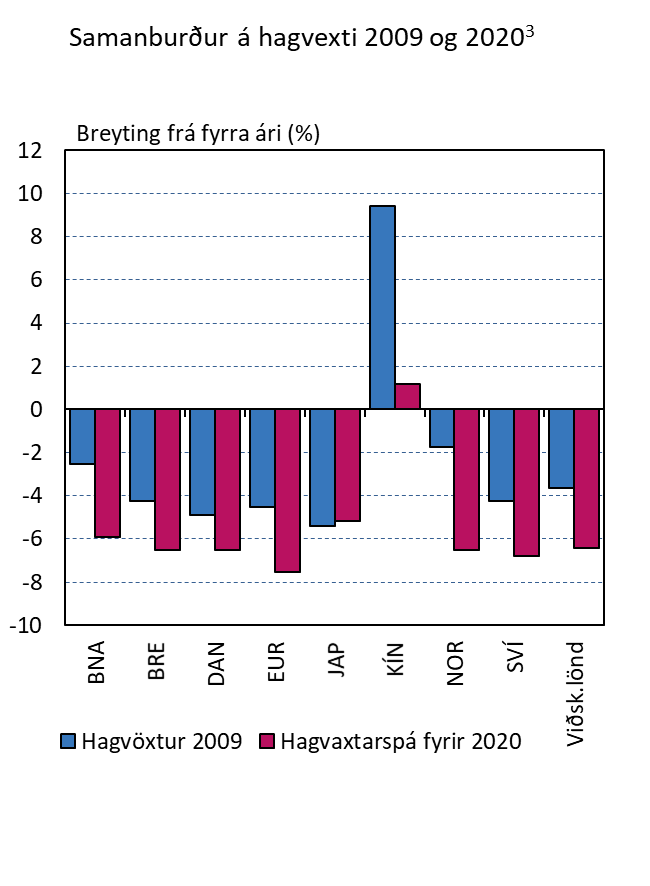 Samanburður á hagvexti 2009 og 2020³
Breyting frá fyrra ári (%)
12
10
8
6
4
2
0
-2
-4
-6
-8
-10
BNA
BRE
DAN
EUR
JAP
KÍN
NOR
SVÍ
Viðsk.lönd
Hagvöxtur 2009
Hagvaxtarspá fyrir 2020